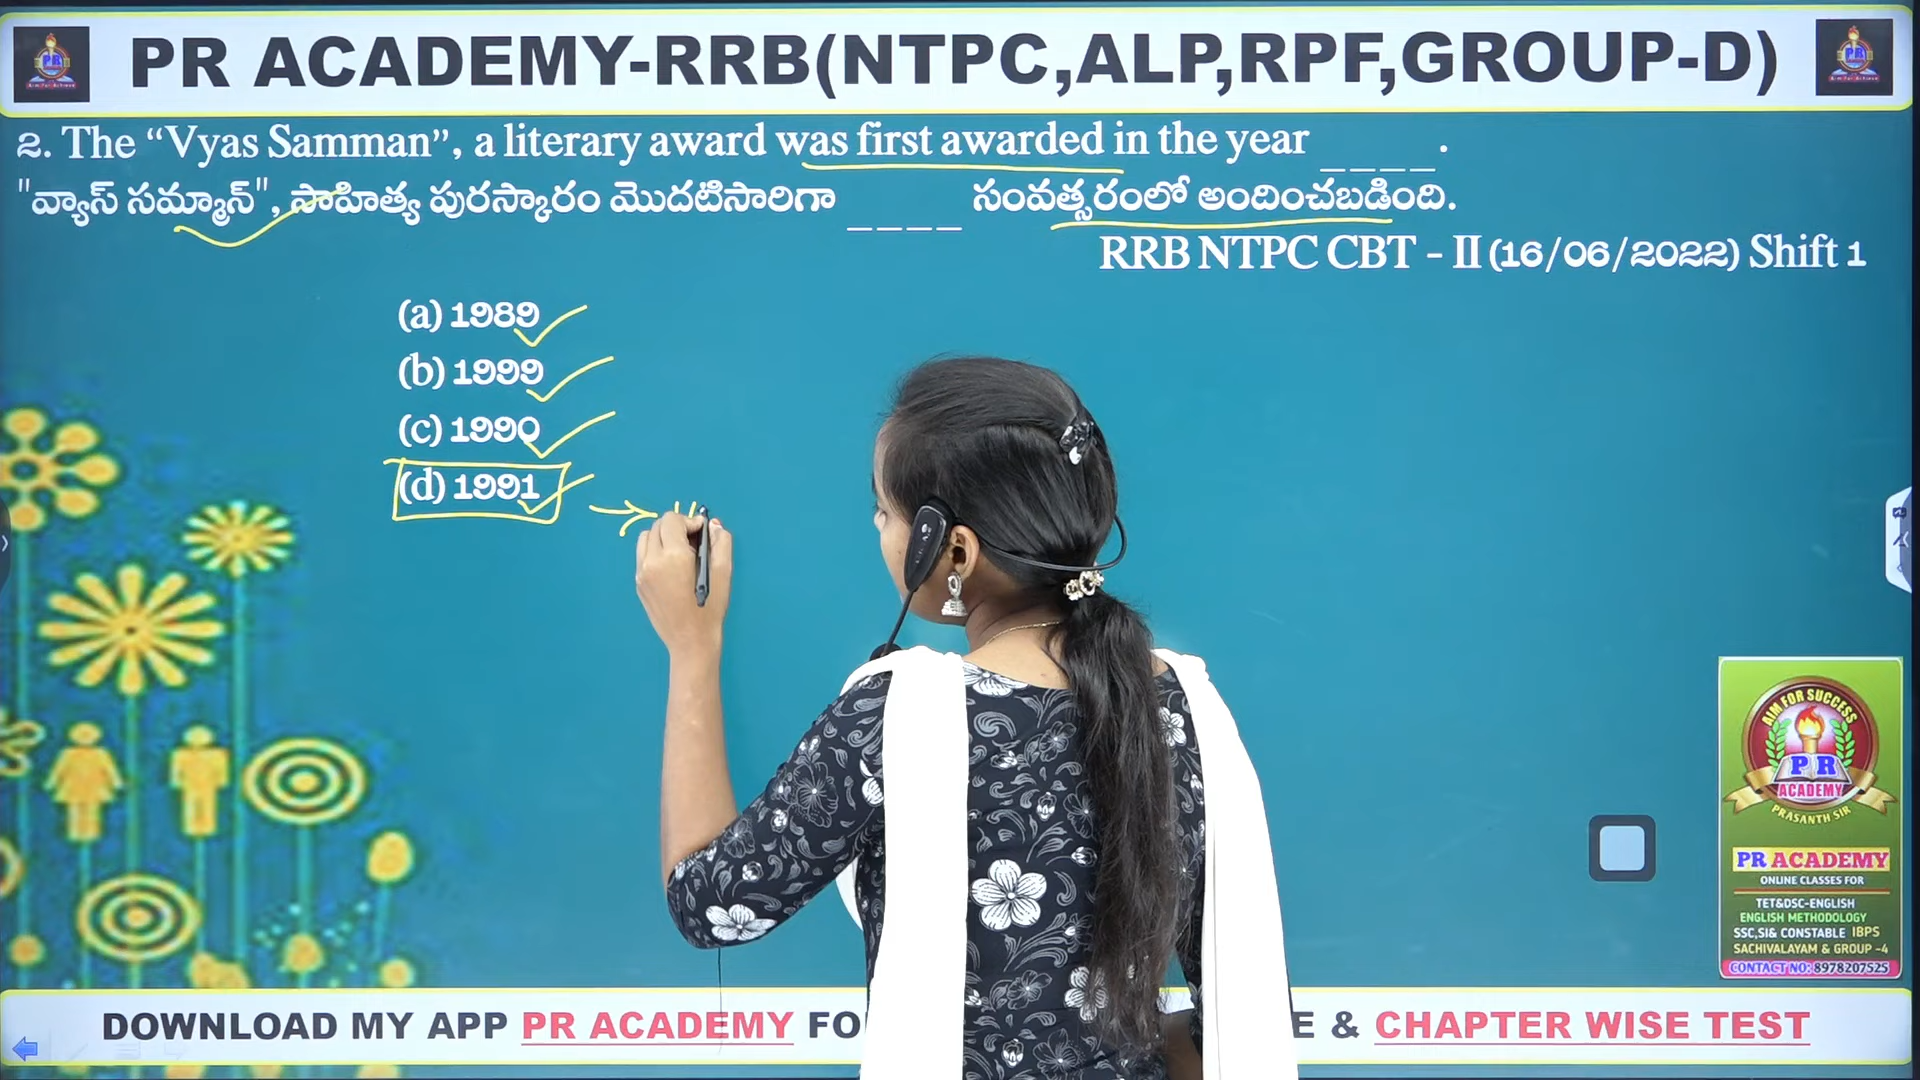 PR ACADEMY-RRB(NTPC,ALP,RPF,GROUP-D)
2. The “Vyas Samman”, a literary award was first awarded in the year ____.
"వ్యాస్ సమ్మాన్", సాహిత్య పురస్కారం మొదటిసారిగా ____ సంవత్సరంలో అందించబడింది.
RRB NTPC CBT - II (16/06/2022) Shift 1
(a) 1989
(b) 1999
(c) 1990
(d) 1991
AIM FOR SUCCESS
PR
ACADEMY
PRASANTH SIR
PR ACADEMY
ONLINE CLASSES FOR
TET&DSC-ENGLISH
ENGLISH METHODOLOGY
SSC,SI& CONSTABLE IBPS
SACHIVALAYAM & GROUP -4
CONTACT NO: 8978207525
DOWNLOAD MY APP PR ACADEMY FO E & CHAPTER WISE TEST